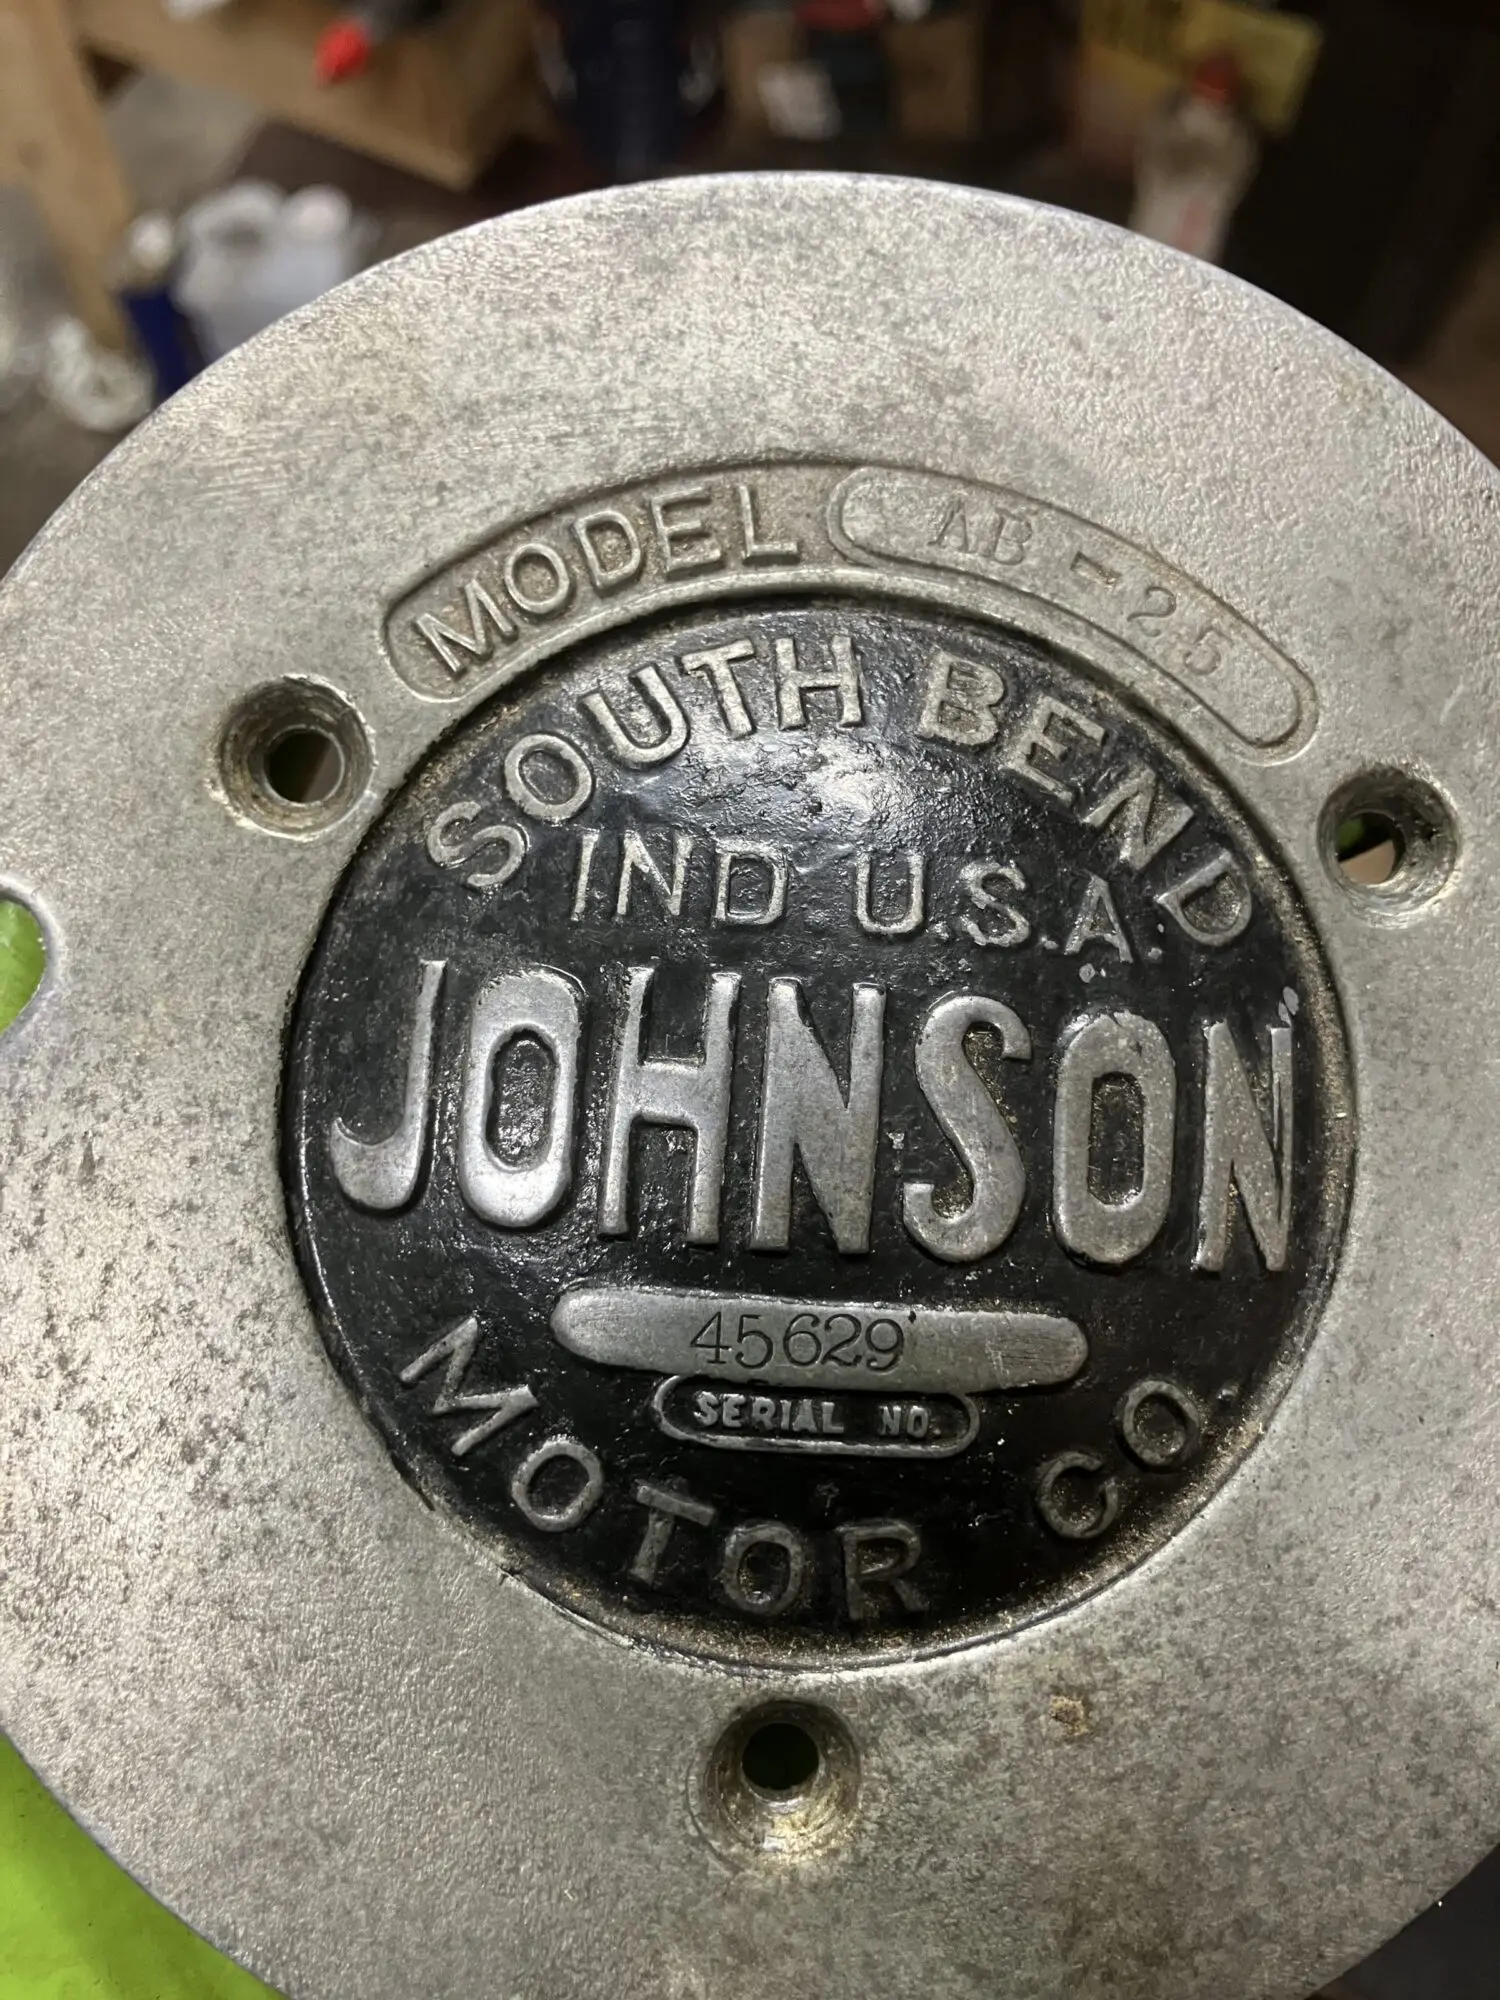 MODEL AB-25
SOUTH BEND
IND U.S.A.
JOHNSON
45629
SERIAL NO.
MOTOR CO